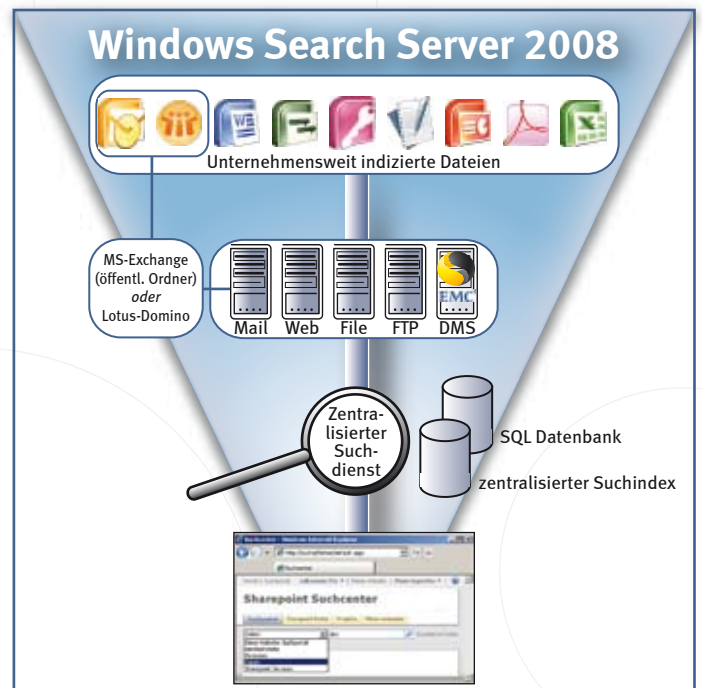 Windows Search Server 2008
Unternehmensweit indizierte Dateien
MS-Exchange
(öffentl. Ordner)
oder
Lotus-Domino
EMC
Mail Web File FTP DMS
Zentra-
lisierter
Such-
dienst
SQL Datenbank
zentralisierter Suchindex
Sharepoint Suchcenter